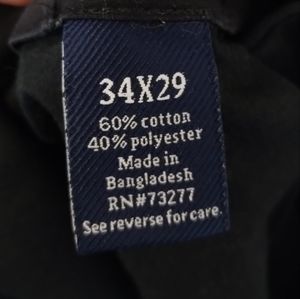 34X29
60% cotton
40% polyester
Made in
Bangladesh
RN#73277
See reverse for care.